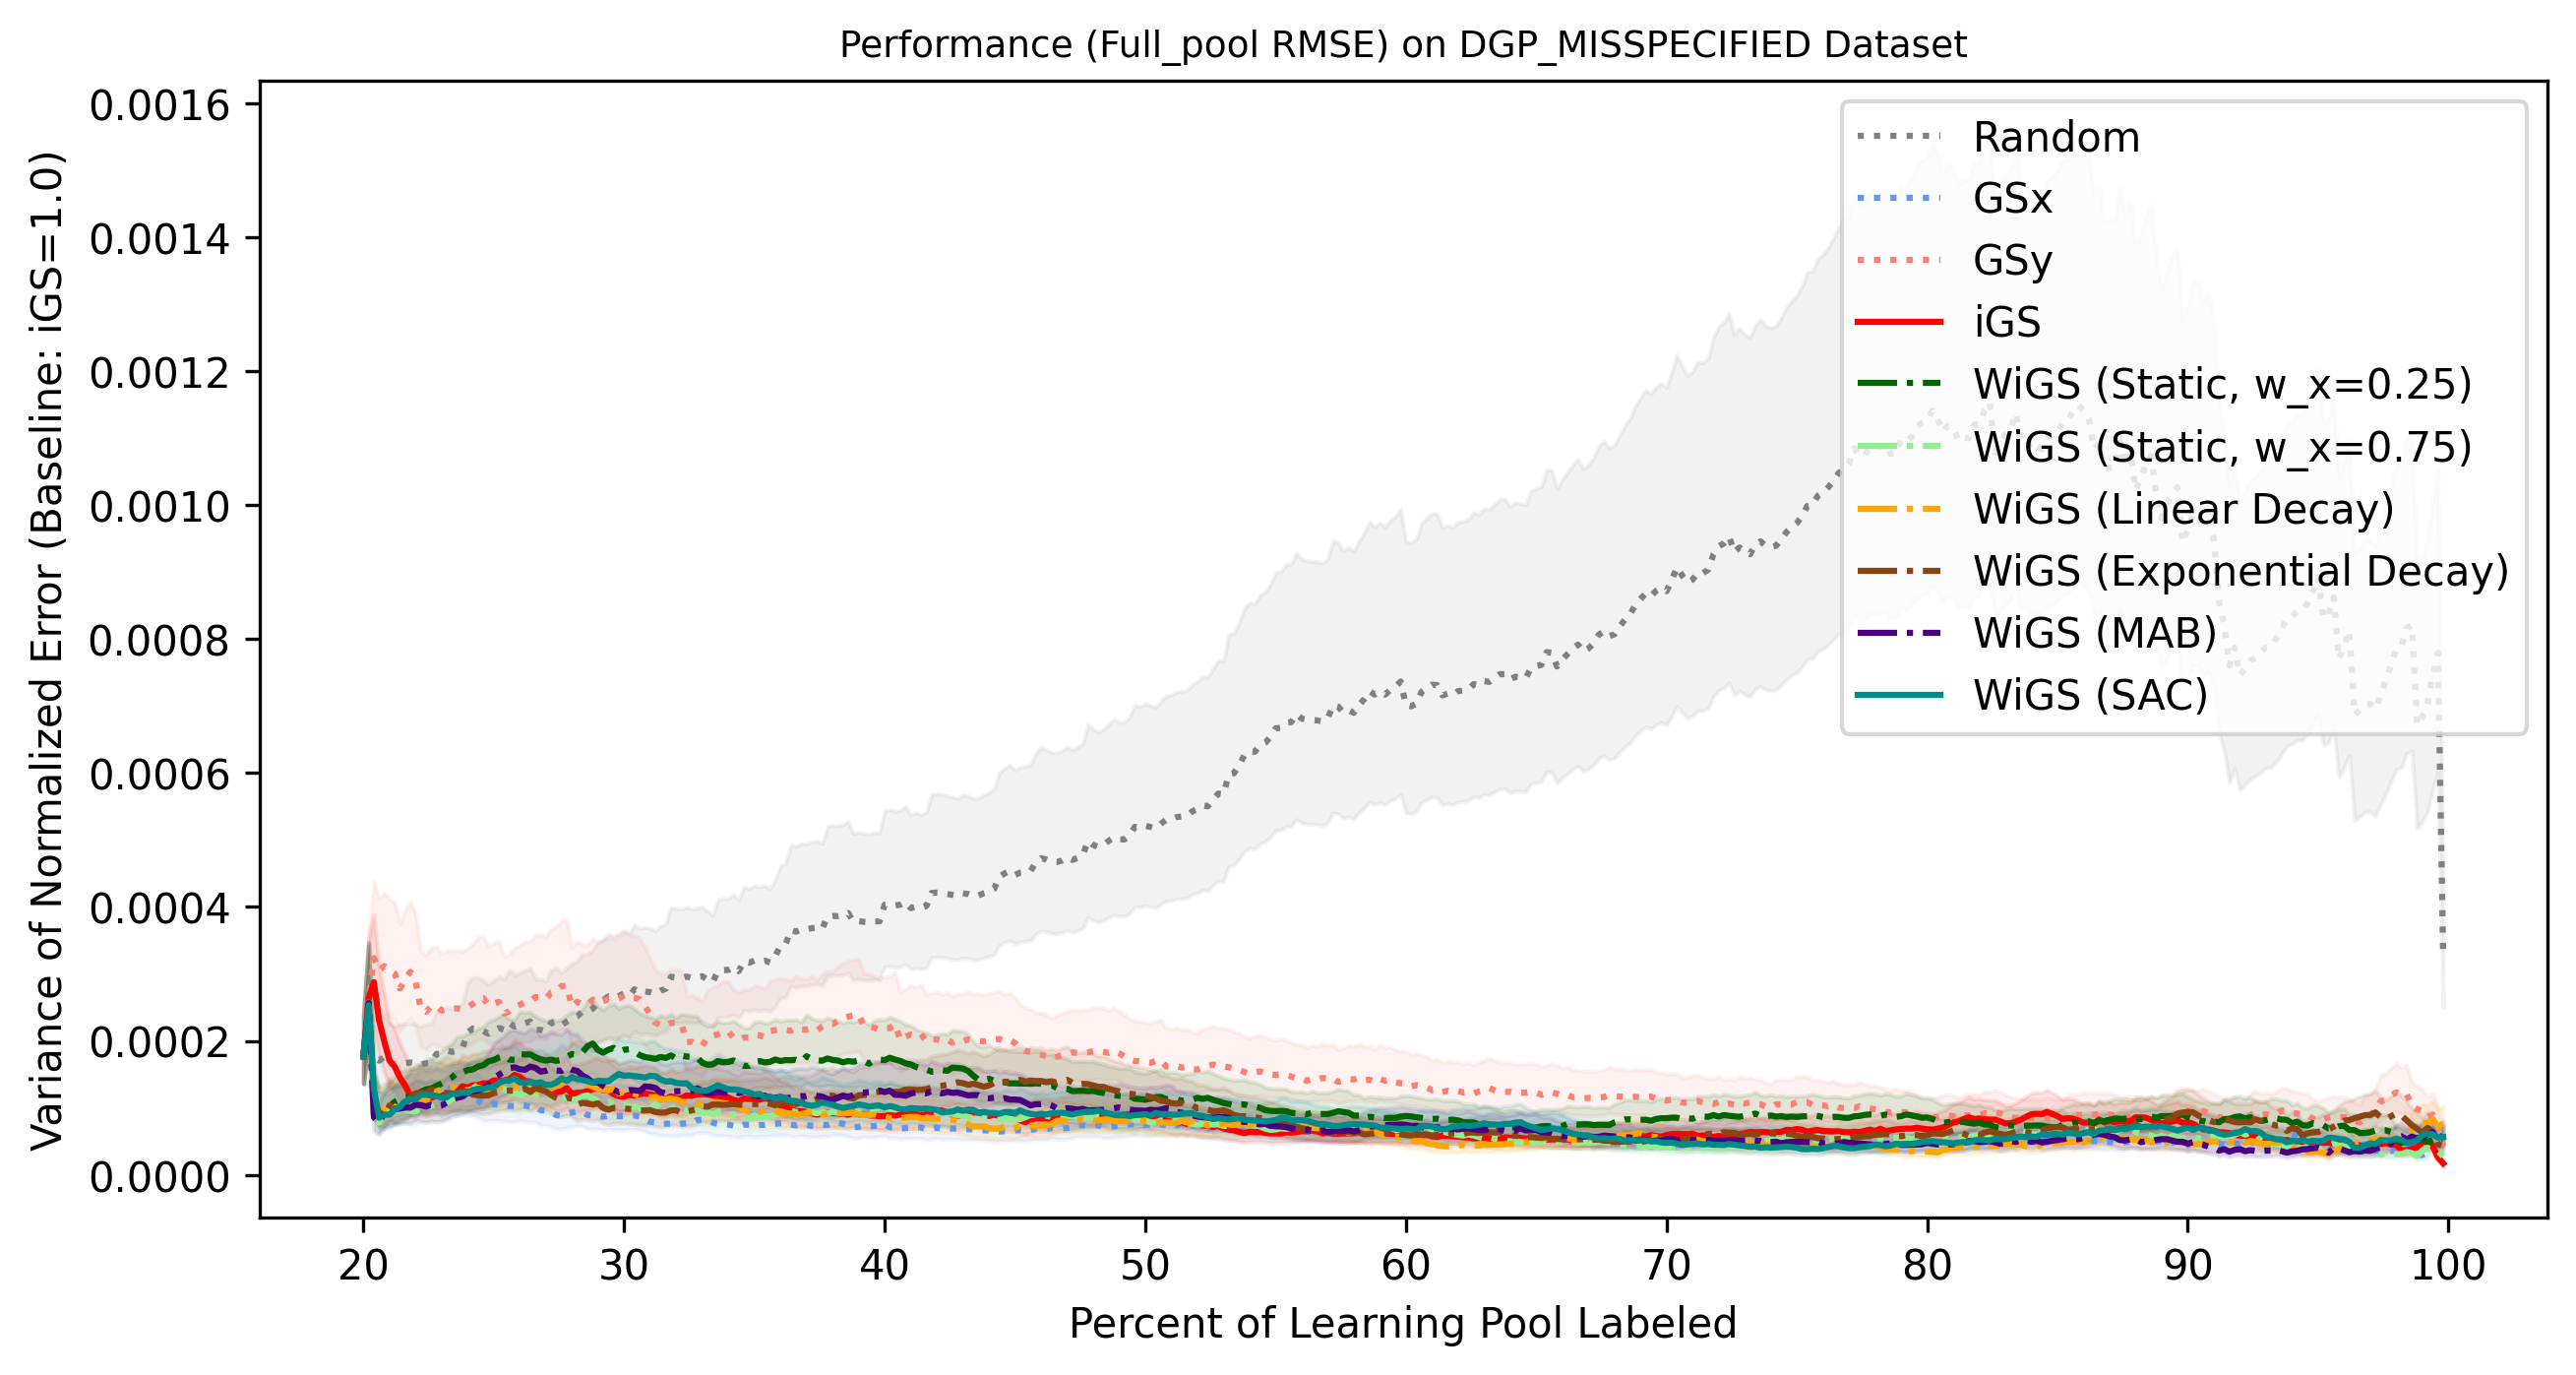 Performance (Full_pool RMSE) on DGP_MISSPECIFIED Dataset
Variance of Normalized Error (Baseline: iGS=1.0)
0.0016
0.0014
0.0012
0.0010
0.0008
0.0006
0.0004
0.0002
0.0000
Random
GSx
GSy
iGS
WiGS (Static, w_x=0.25)
WiGS (Static, w_x=0.75)
WiGS (Linear Decay)
WiGS (Exponential Decay)
WiGS (MAB)
WiGS (SAC)
20 30 40 50 60 70 80 90 100
Percent of Learning Pool Labeled